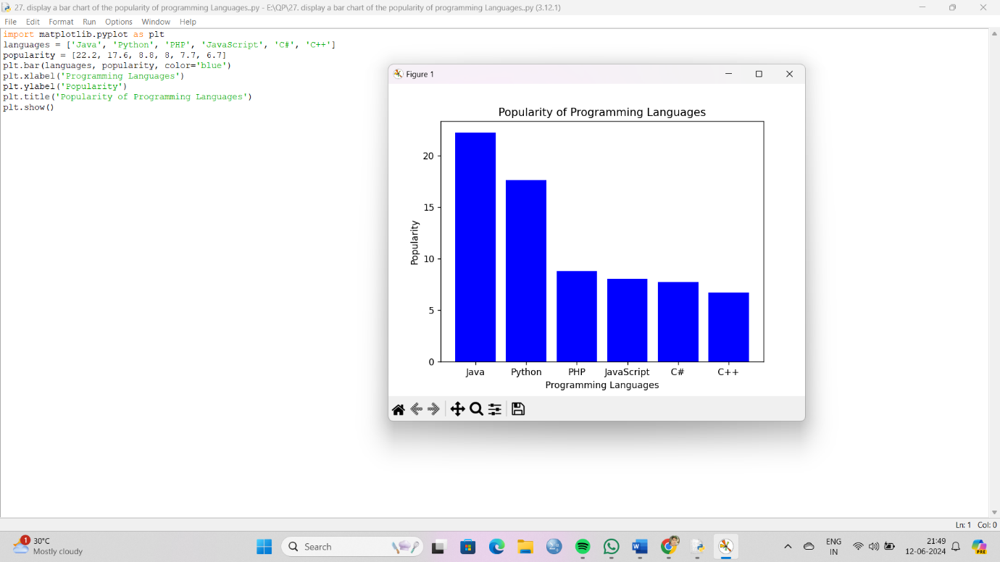 27. display a bar chart of the popularity of programming Languages..py - E:\QP\27. display a bar chart of the popularity of programming Languages..py (3.12.1)
File Edit Format Run Options Window Help
import matplotlib.pyplot as plt
languages = ['Java', 'Python', 'PHP', 'JavaScript', 'C#', 'C++']
popularity = [22.2, 17.6, 8.8, 8, 7.7, 6.7]
plt.bar(languages, popularity, color='blue')
plt.xlabel('Programming Languages')
plt.ylabel('Popularity')
plt.title('Popularity of Programming Languages')
plt.show()
Figure 1
Popularity of Programming Languages
20
15
10
5
0
Popularity
Java Python PHP JavaScript C# C++
Programming Languages
Ln: 1 Col: 0
1
30°C
Mostly cloudy
Search
ENG
IN
21:49
12-06-2024
PRE